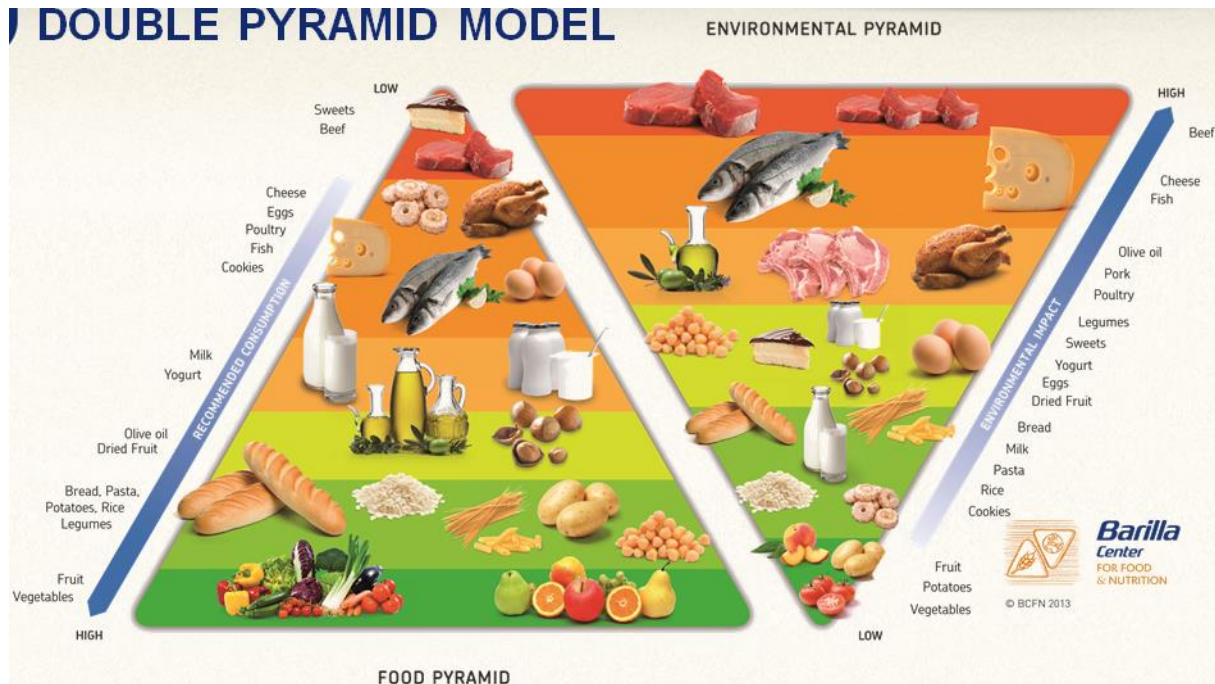 DOUBLE PYRAMID MODEL
ENVIRONMENTAL PYRAMID
LOW
Sweets
Beef
Cheese
Eggs
Poultry
Fish
Cookies
RECOMMENDED CONSUMPTION
Milk
Yogurt
Olive oil
Dried Fruit
Bread, Pasta,
Potatoes, Rice
Legumes
Fruit
Vegetables
HIGH
FOOD PYRAMID
HIGH
Beef
Cheese
Fish
Olive oil
Pork
Poultry
ENVIRONMENTAL IMPACT
Legumes
Sweets
Yogurt
Eggs
Dried Fruit
Bread
Milk
Pasta
Rice
Cookies
Fruit
Potatoes
Vegetables
LOW
Barilla
Center
FOR FOOD
& NUTRITION
© BCFN 2013